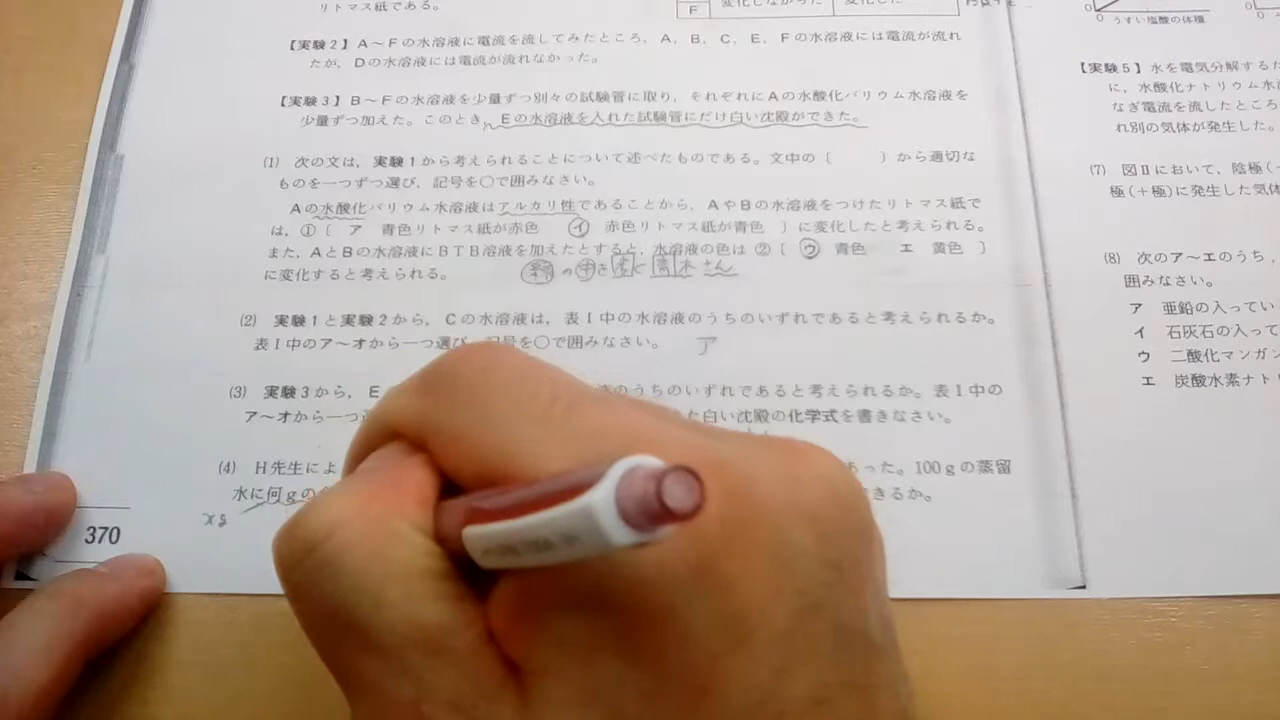 リトマス紙である。
F 変化しなかった 変化した
【実験2】A〜Fの水溶液に電流を流してみたところ，A，B，C，E，Fの水溶液には電流が流れ
たが，Dの水溶液には電流が流れなかった。
【実験3】B〜Fの水溶液を少量ずつ別々の試験管に取り，それぞれにAの水酸化バリウム水溶液を
少量ずつ加えた。このとき，Eの水溶液を入れた試験管にだけ白い沈殿ができた。
(1) 次の文は，実験1から考えられることについて述べたものである。文中の〔 〕から適切な
ものを一つずつ選び，記号を○で囲みなさい。
Aの水酸化バリウム水溶液はアルカリ性であることから，AやBの水溶液をつけたリトマス紙で
は，①〔 ア 青色リトマス紙が赤色 イ 赤色リトマス紙が青色 〕に変化したと考えられる。
また，AとBの水溶液にBTB溶液を加えたとすると，水溶液の色は ②〔 ウ 青色 エ 黄色 〕
に変化すると考えられる。
(2) 実験1と実験2から，Cの水溶液は，表I中の水溶液のうちのいずれであると考えられるか。
表I中のア〜オから一つ選び，記号を○で囲みなさい。 ア
(3) 実験3から，E 液のうちのいずれであると考えられるか。表I中の
ア〜オから一つ 白い沈殿の化学式を書きなさい。
(4) H先生によ あった。100gの蒸留
水に何gの きるか。
xg
370
0 0 うすい塩酸の体積 0
【実験5】水を電気分解する
に，水酸化ナトリウム水
なぎ電流を流したところ
れ別の気体が発生した。
(7) 図IIにおいて，陰極(−
極(＋極)に発生した気体
(8) 次のア〜エのうち，
囲みなさい。
ア 亜鉛の入ってい
イ 石灰石の入って
ウ 二酸化マンガン
エ 炭酸水素ナトリ